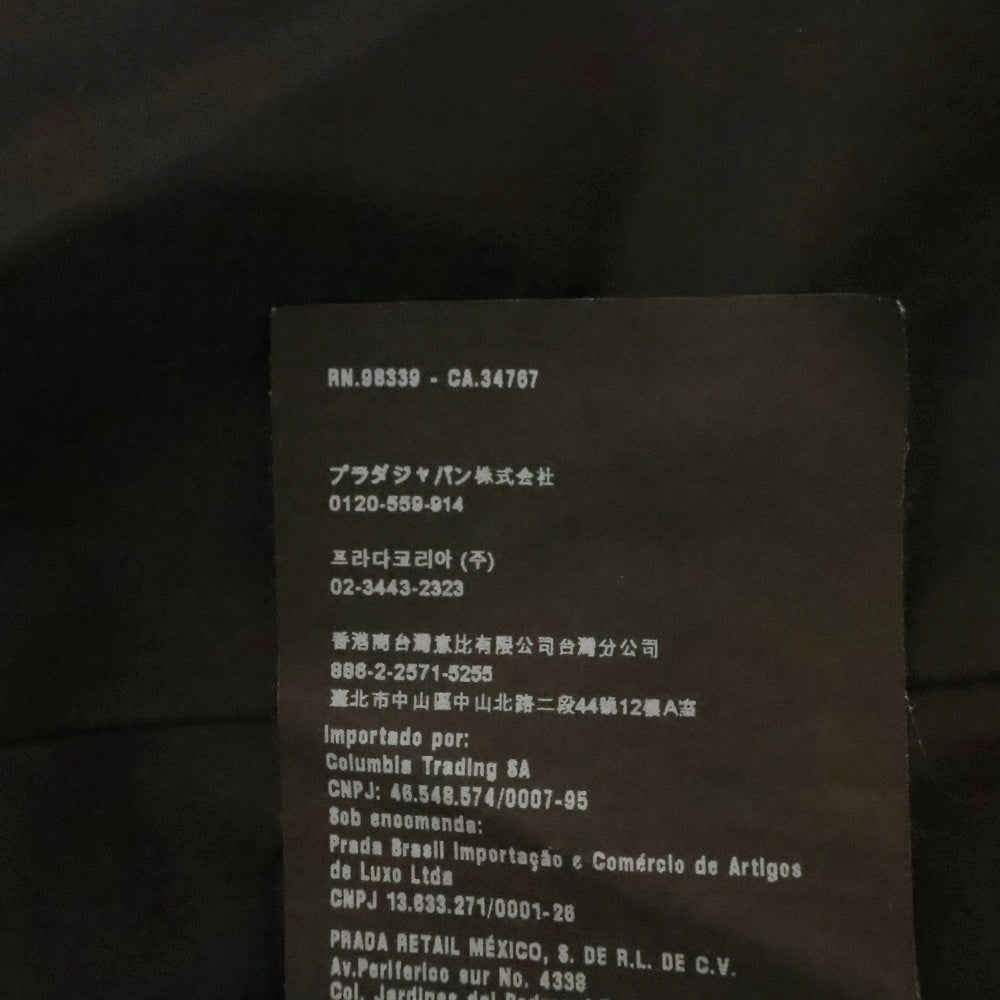 RN.98339 - CA.34767
プラダジャパン株式会社
0120-559-914
프라다코리아 (주)
02-3443-2323
香港商台灣意比有限公司台灣分公司
886-2-2571-5255
臺北市中山區中山北路二段44號12樓A室
Importado por:
Columbia Trading SA
CNPJ: 46.548.574/0007-95
Sob encomenda:
Prada Brasil Importação e Comércio de Artigos
de Luxo Ltda
CNPJ 13.633.271/0001-26
PRADA RETAIL MÉXICO, S. DE R.L. DE C.V.
Av.Periferico sur No. 4338
Col. Jardines del